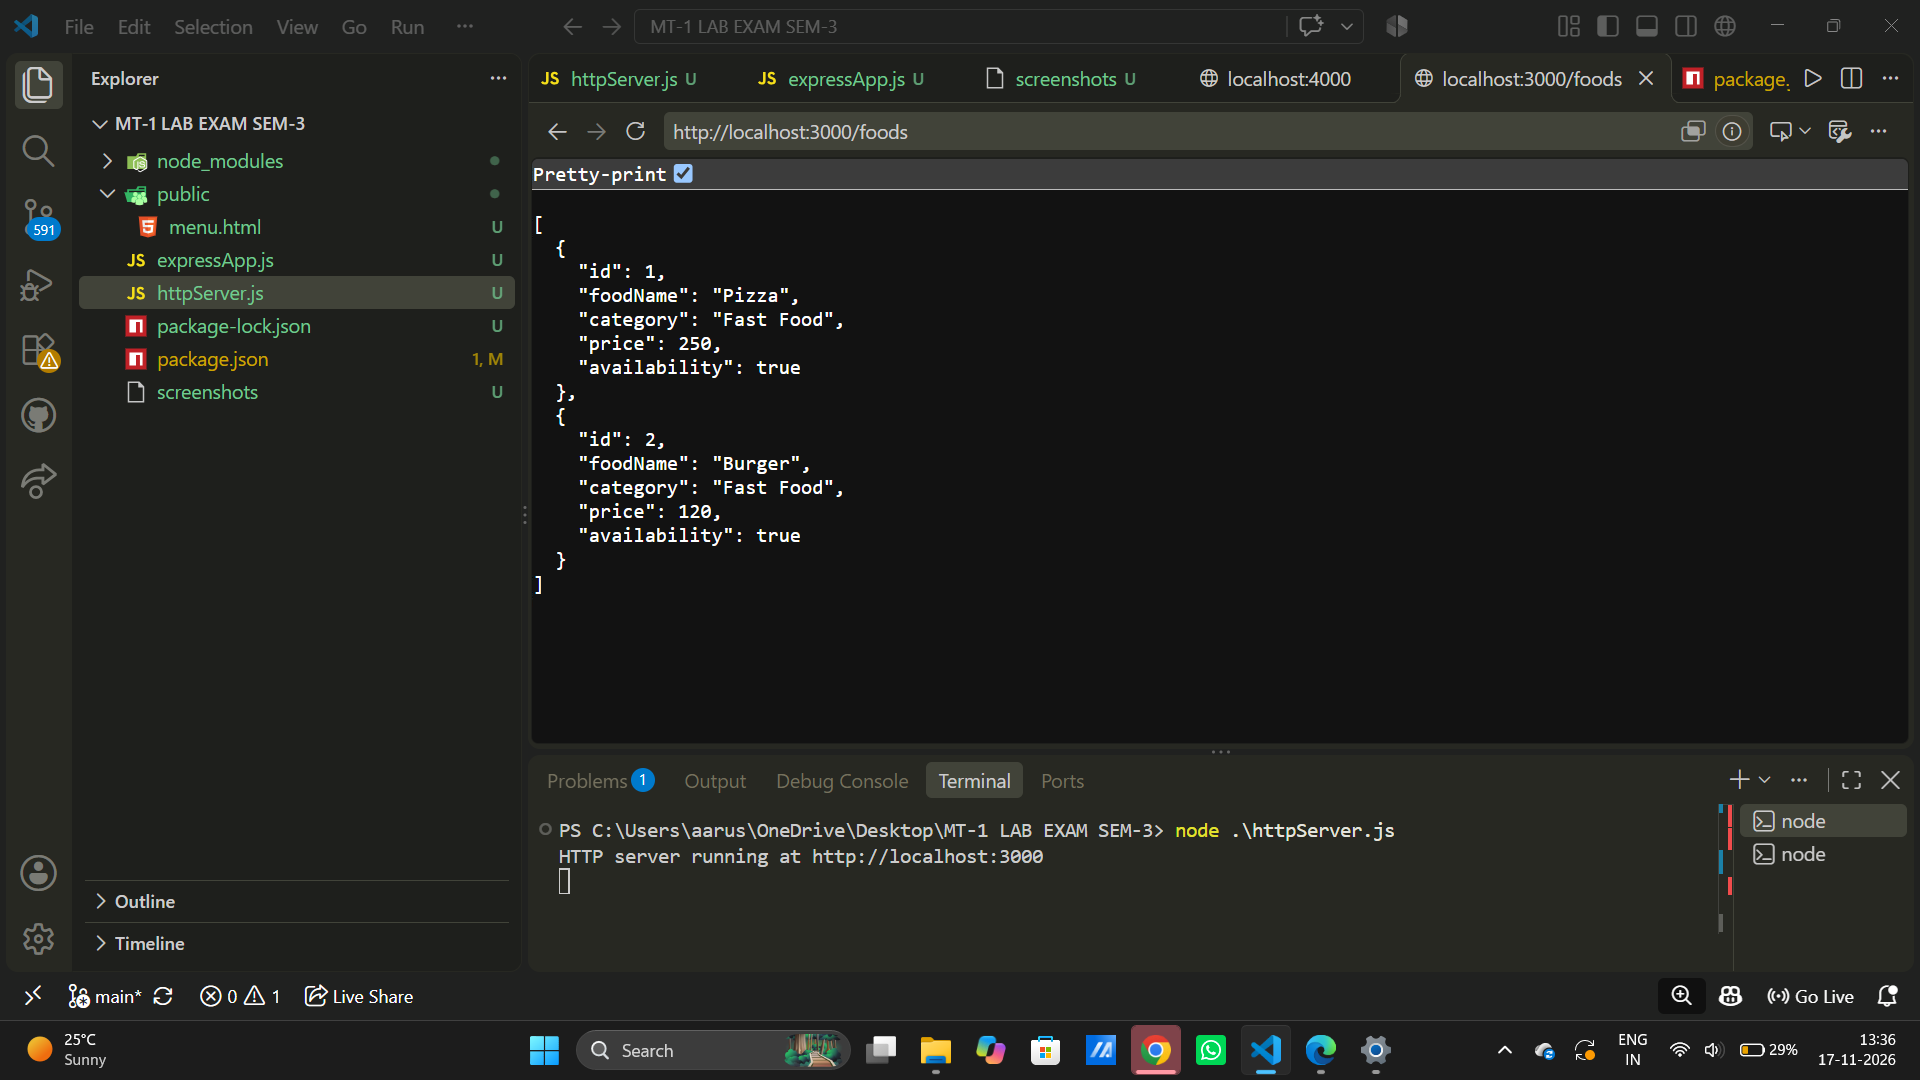 File Edit Selection View Go Run ···
MT-1 LAB EXAM SEM-3
Explorer
MT-1 LAB EXAM SEM-3
node_modules
public
menu.html U
JS expressApp.js U
JS httpServer.js U
package-lock.json U
package.json 1, M
screenshots U
591
Outline
Timeline
JS httpServer.js U
JS expressApp.js U
screenshots U
localhost:4000
localhost:3000/foods
package.
http://localhost:3000/foods
Pretty-print
[
{
"id": 1,
"foodName": "Pizza",
"category": "Fast Food",
"price": 250,
"availability": true
},
{
"id": 2,
"foodName": "Burger",
"category": "Fast Food",
"price": 120,
"availability": true
}
]
Problems 1 Output Debug Console Terminal Ports
PS C:\Users\aarus\OneDrive\Desktop\MT-1 LAB EXAM SEM-3> node .\httpServer.js
HTTP server running at http://localhost:3000
node
node
main* 0 1 Live Share Go Live
25°C
Sunny
Search
ENG
IN
29%
13:36
17-11-2026